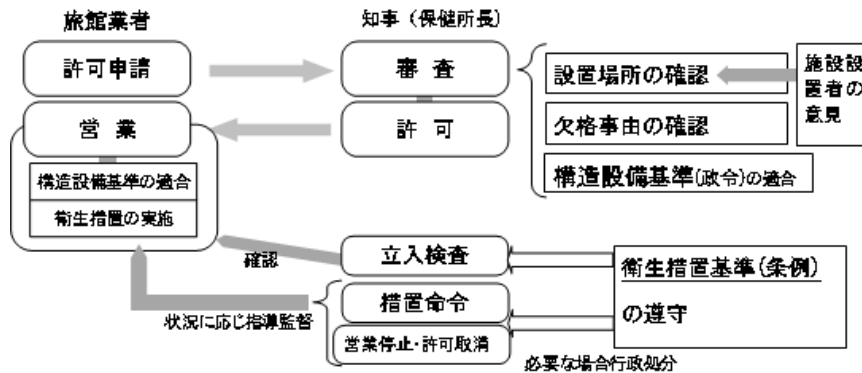 旅館業者
知事（保健所長）
許可申請
審 査
設置場所の確認
施設設
置者の
意見
営 業
許 可
欠格事由の確認
構造設備基準の適合
構造設備基準(政令)の適合
衛生措置の実施
確認
立入検査
衛生措置基準(条例)
の遵守
措置命令
状況に応じ指導監督
営業停止・許可取消
必要な場合行政処分